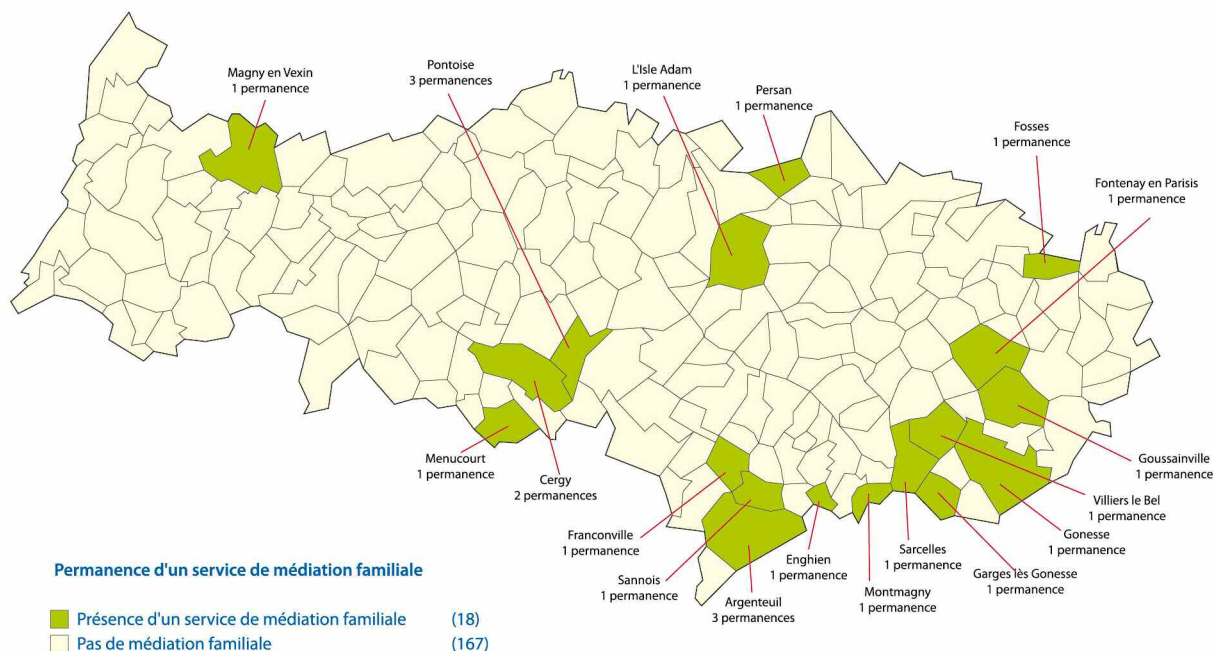 Magny en Vexin
1 permanence
Pontoise
3 permanences
L'Isle Adam
1 permanence
Persan
1 permanence
Fosses
1 permanence
Fontenay en Parisis
1 permanence
Menucourt
1 permanence
Cergy
2 permanences
Franconville
1 permanence
Sannois
1 permanence
Argenteuil
3 permanences
Enghien
1 permanence
Montmagny
1 permanence
Sarcelles
1 permanence
Garges lès Gonesse
1 permanence
Gonesse
1 permanence
Villiers le Bel
1 permanence
Goussainville
1 permanence
Permanence d'un service de médiation familiale
Présence d'un service de médiation familiale (18)
Pas de médiation familiale (167)